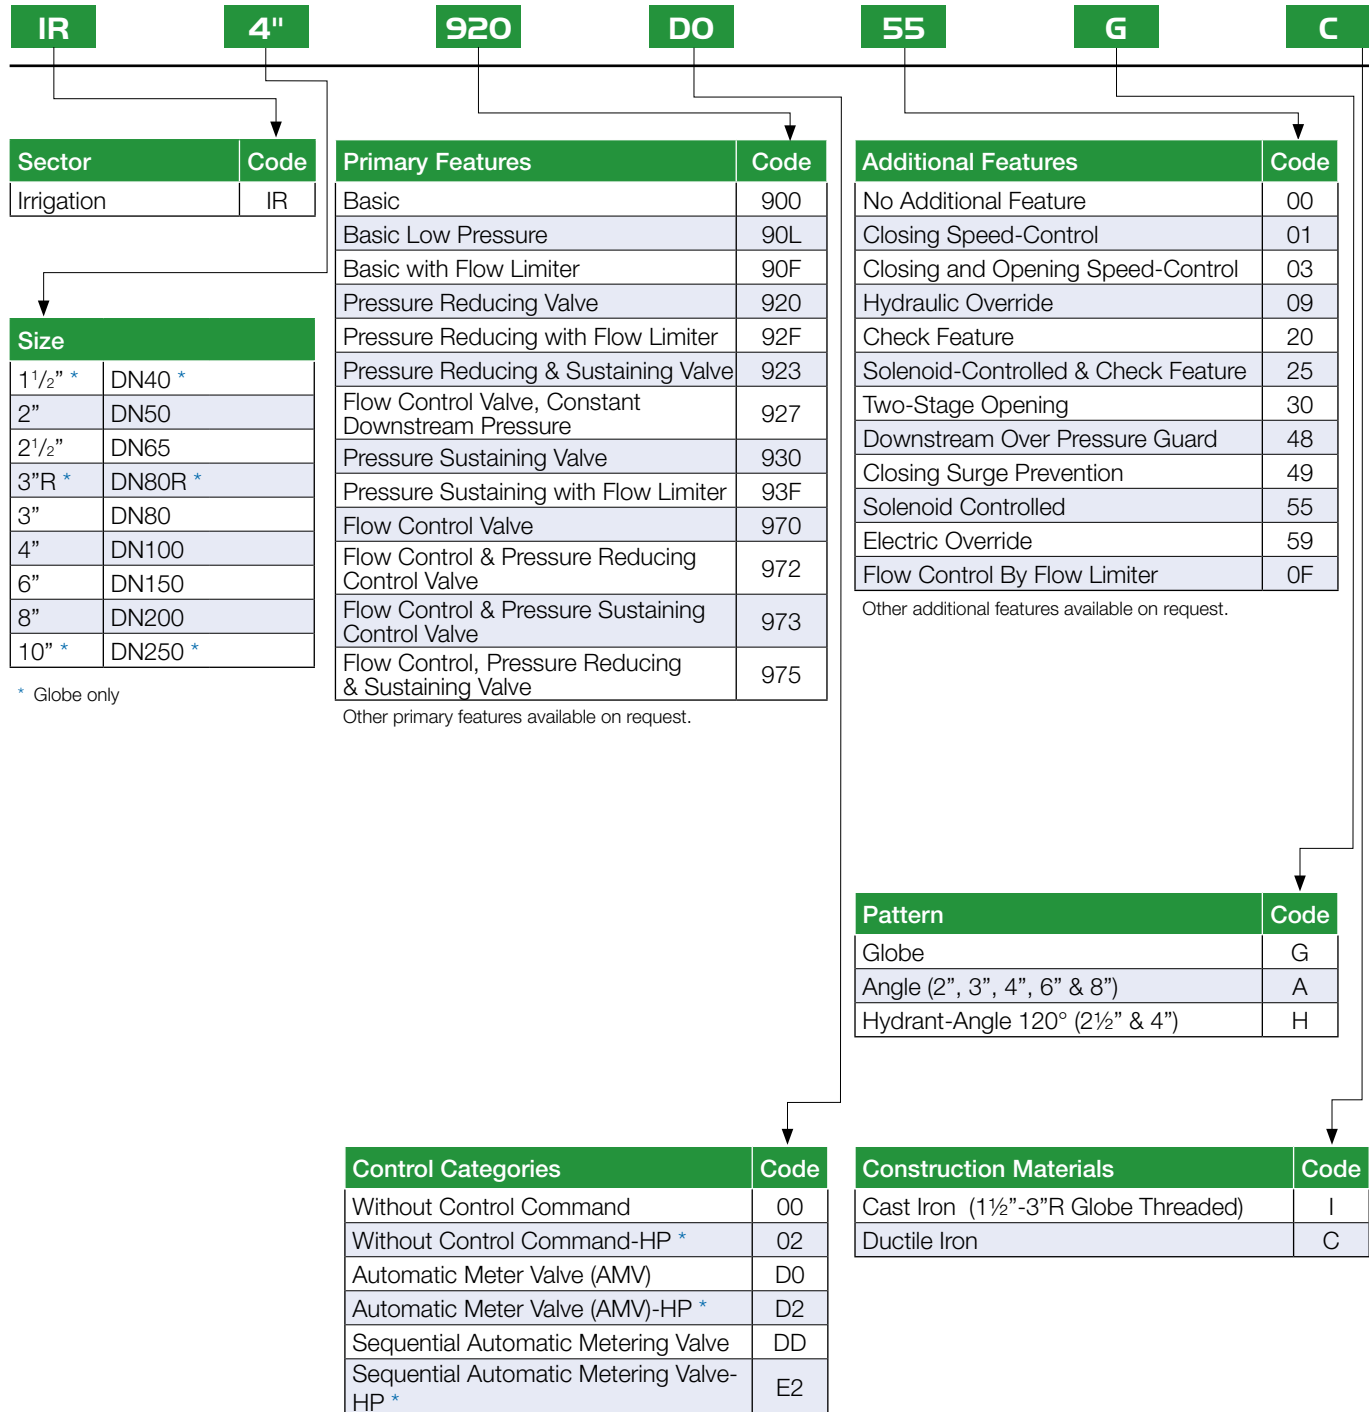 IR 4" 920 D0 55 G C
Sector Code
Irrigation IR
Size
1 1/2” * DN40 *
2” DN50
2 1/2” DN65
3”R * DN80R *
3” DN80
4” DN100
6” DN150
8” DN200
10” * DN250 *
* Globe only
Primary Features Code
Basic 900
Basic Low Pressure 90L
Basic with Flow Limiter 90F
Pressure Reducing Valve 920
Pressure Reducing with Flow Limiter 92F
Pressure Reducing & Sustaining Valve 923
Flow Control Valve, Constant
Downstream Pressure 927
Pressure Sustaining Valve 930
Pressure Sustaining with Flow Limiter 93F
Flow Control Valve 970
Flow Control & Pressure Reducing
Control Valve 972
Flow Control & Pressure Sustaining
Control Valve 973
Flow Control, Pressure Reducing
& Sustaining Valve 975
Other primary features available on request.
Additional Features Code
No Additional Feature 00
Closing Speed-Control 01
Closing and Opening Speed-Control 03
Hydraulic Override 09
Check Feature 20
Solenoid-Controlled & Check Feature 25
Two-Stage Opening 30
Downstream Over Pressure Guard 48
Closing Surge Prevention 49
Solenoid Controlled 55
Electric Override 59
Flow Control By Flow Limiter 0F
Other additional features available on request.
Pattern Code
Globe G
Angle (2”, 3”, 4”, 6” & 8”) A
Hydrant-Angle 120° (2½” & 4”) H
Control Categories Code
Without Control Command 00
Without Control Command-HP * 02
Automatic Meter Valve (AMV) D0
Automatic Meter Valve (AMV)-HP * D2
Sequential Automatic Metering Valve DD
Sequential Automatic Metering Valve-
HP * E2
Construction Materials Code
Cast Iron (1½”-3”R Globe Threaded) I
Ductile Iron C